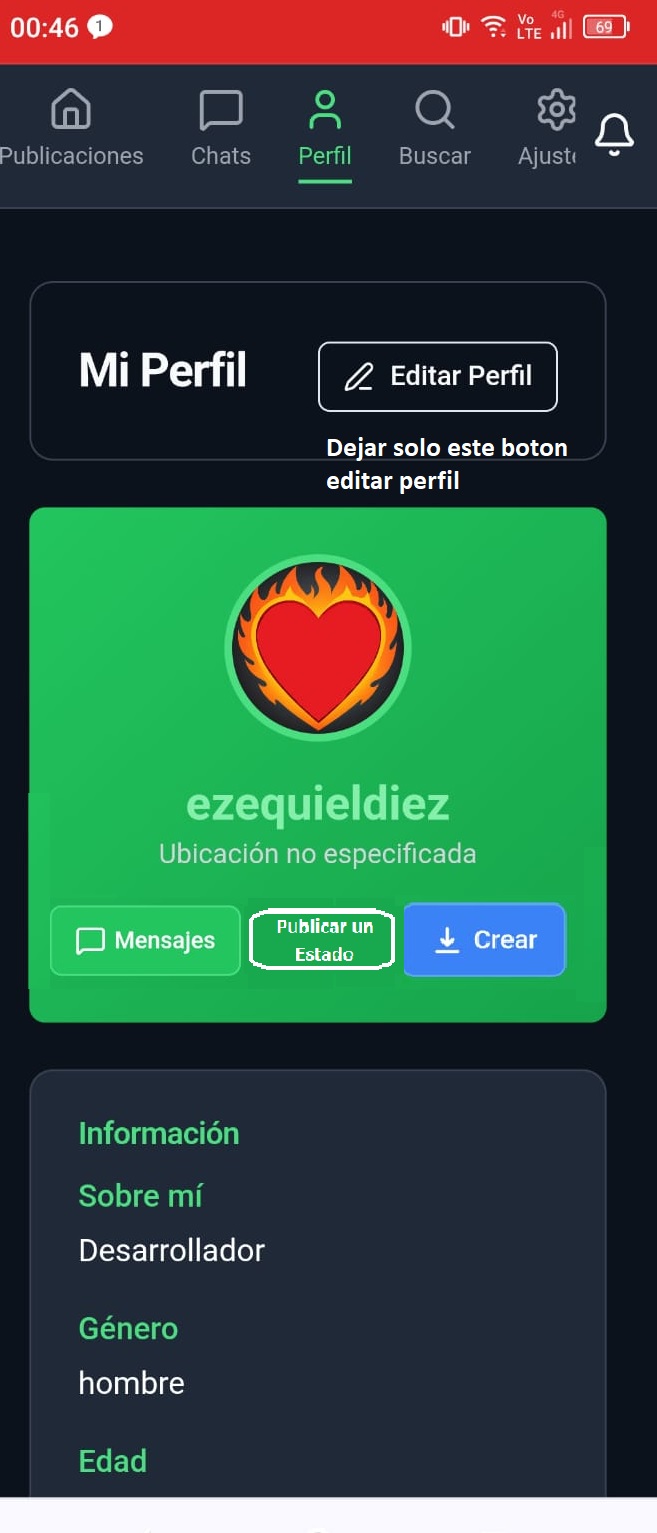 00:46 1 Vo LTE 4G 69
Publicaciones Chats Perfil Buscar
Mi Perfil Editar Perfil
Dejar solo este boton
editar perfil
ezequieldiez
Ubicación no especificada
Mensajes
Publicar un
Estado
Crear
Información
Sobre mí
Desarrollador
Género
hombre
Edad